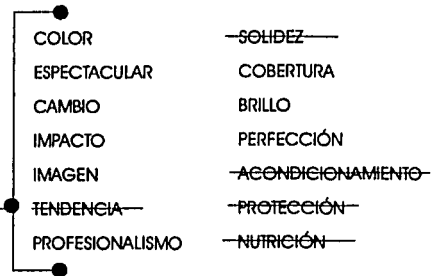 COLOR
ESPECTACULAR
CAMBIO
IMPACTO
IMAGEN
TENDENCIA
PROFESIONALISMO
SOLIDEZ
COBERTURA
BRILLO
PERFECCIÓN
ACONDICIONAMIENTO
PROTECCIÓN
NUTRICIÓN